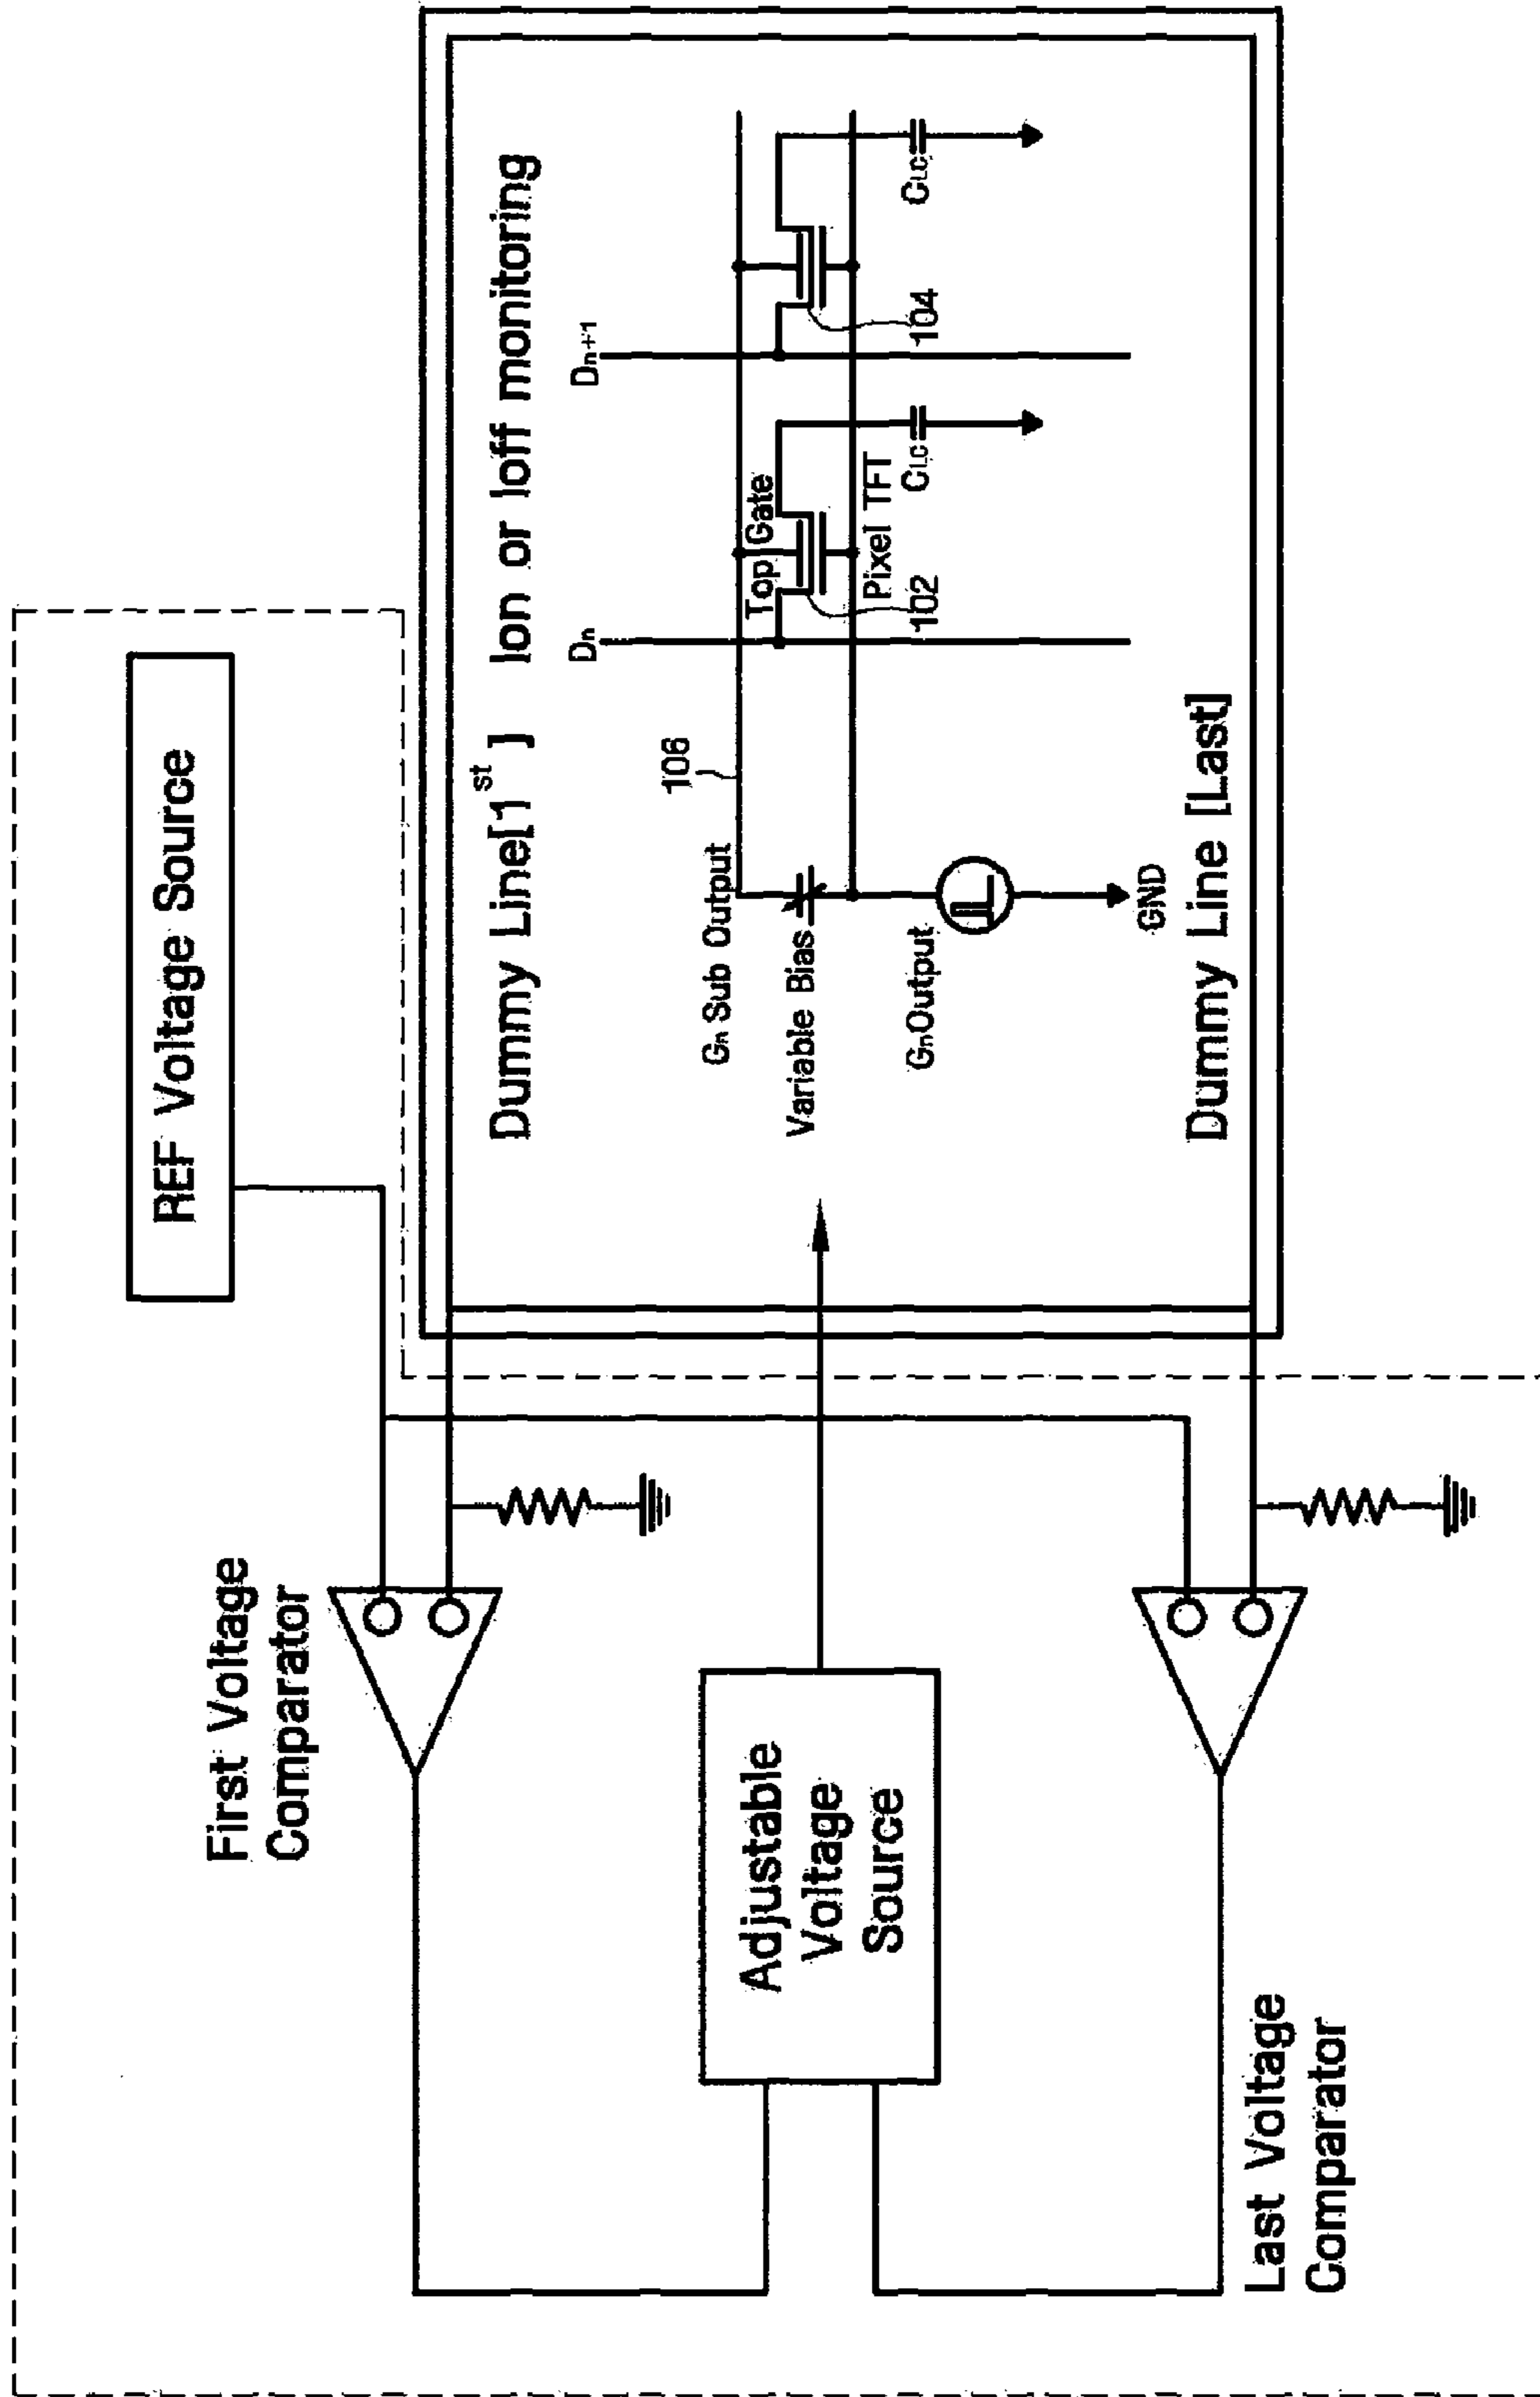 REF Voltage Source
First Voltage
Comparator
Dummy Line[1st] Ion or Ioff monitoring
Dn
Dn+1
106
Gn Sub Output
Top Gate
Variable Bias
Pixel TFT
102
104
CLC
CLC
GnOutput
GND
Adjustable
Voltage
Source
Dummy Line [Last]
Last Voltage
Comparator